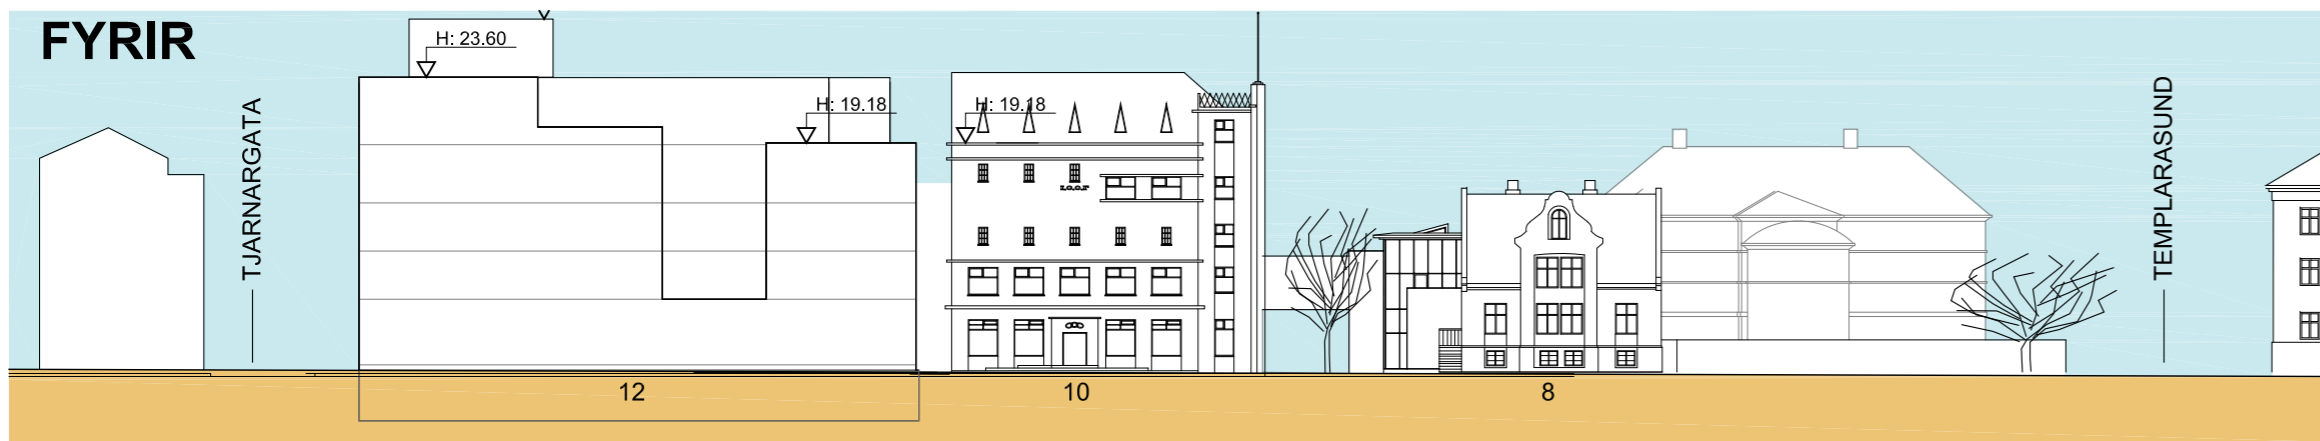 FYRIR
H: 23.60
H: 19.18
H: 19.18
I.O.O.F
TJARNARGATA
TEMPLARASUND
12
10
8